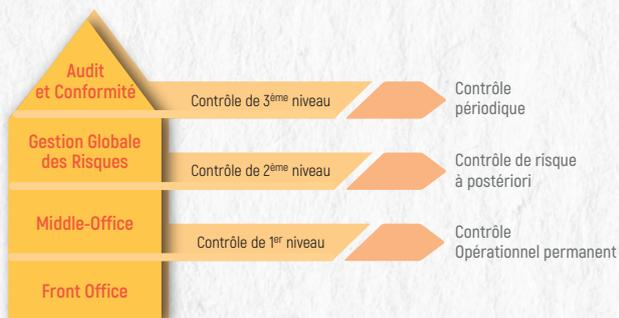 Audit
et Conformité
Contrôle de 3ème niveau
Contrôle
périodique
Gestion Globale
des Risques
Contrôle de 2ème niveau
Contrôle de risque
à postériori
Middle-Office
Contrôle de 1er niveau
Contrôle
Opérationnel permanent
Front Office